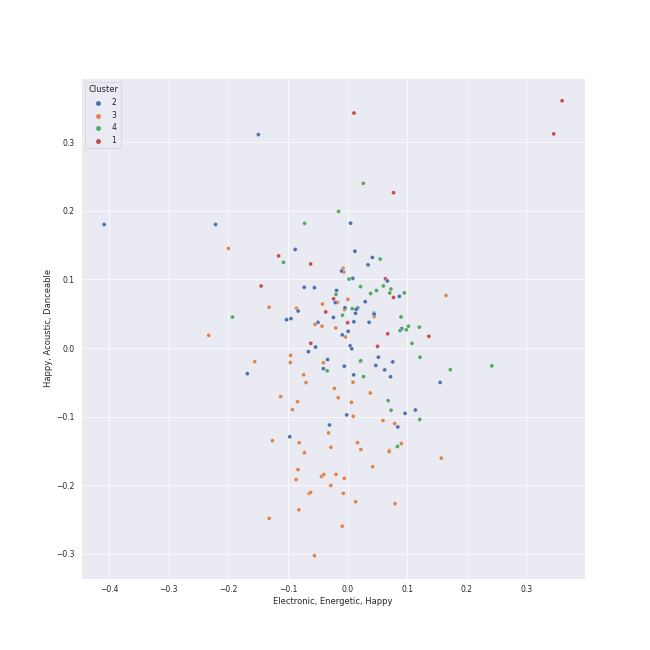 Cluster
2
3
4
1
0.3
0.2
0.1
0.0
−0.1
−0.2
−0.3
Happy, Acoustic, Danceable
−0.4 −0.3 −0.2 −0.1 0.0 0.1 0.2 0.3
Electronic, Energetic, Happy